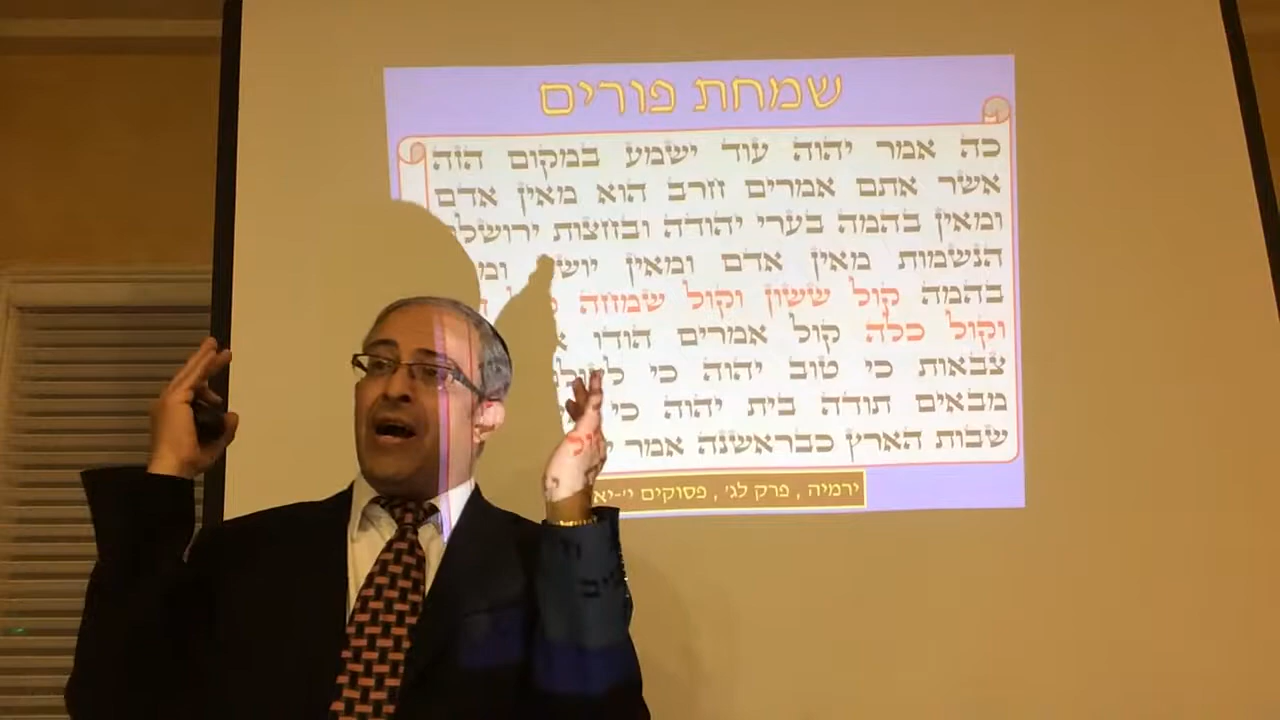 שמחת פורים
כה אמר יהוה עוד ישמע במקום הזה
אשר אתם אמרים חרב הוא מאין אדם
ומאין בהמה בערי יהודה ובחצות
הנשמות מאין אדם ומאין
בהמה קול ששון וקול שמחה
וקול כלה קול אמרים הודו
צבאות כי טוב יהוה כי
מבאים תודה בית יהוה כי
שבות הארץ כבראשנה אמר
ירמיה , פרק לג' , פסוקים י'-יא